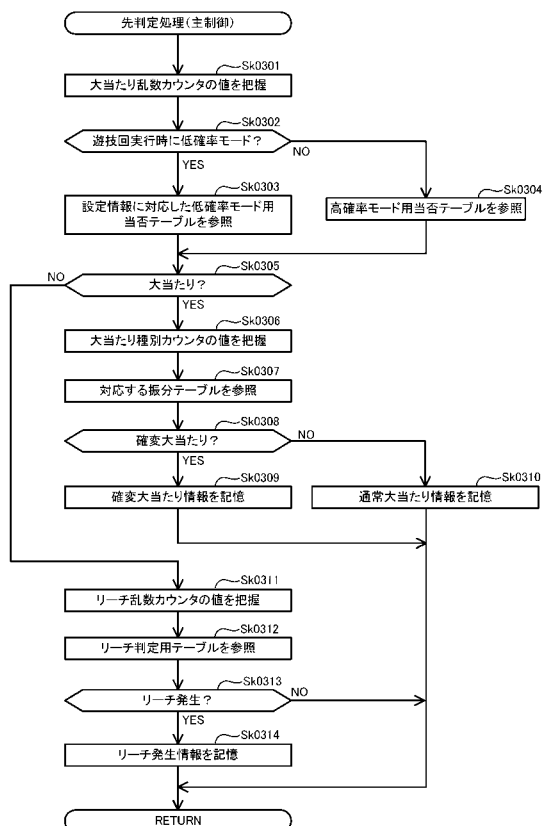 先判定処理(主制御)
Sk0301
大当たり乱数カウンタの値を把握
Sk0302
遊技回実行時に低確率モード?
NO
YES
Sk0303
設定情報に対応した低確率モード用
当否テーブルを参照
Sk0304
高確率モード用当否テーブルを参照
Sk0305
NO
大当たり?
YES
Sk0306
大当たり種別カウンタの値を把握
Sk0307
対応する振分テーブルを参照
Sk0308
確変大当たり?
NO
YES
Sk0309
確変大当たり情報を記憶
Sk0310
通常大当たり情報を記憶
Sk0311
リーチ乱数カウンタの値を把握
Sk0312
リーチ判定用テーブルを参照
Sk0313
リーチ発生?
NO
YES
Sk0314
リーチ発生情報を記憶
RETURN